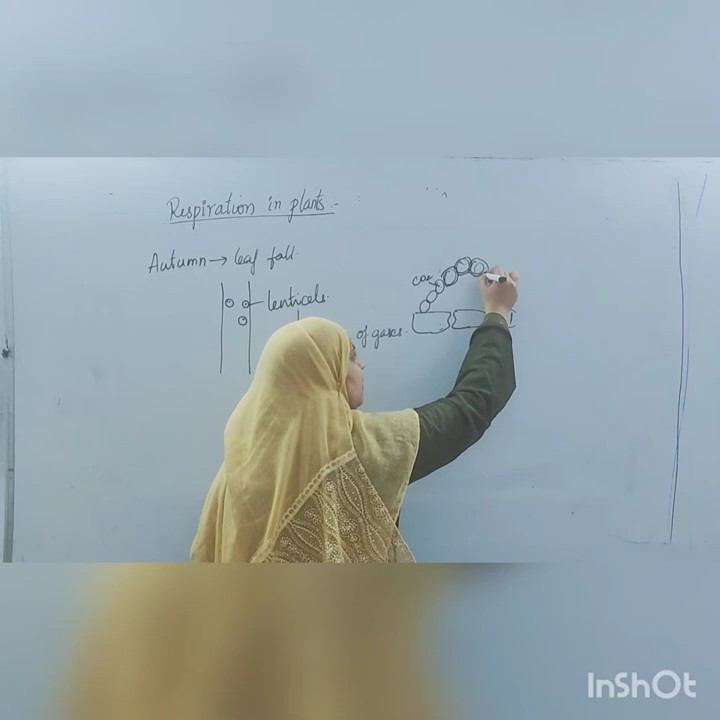 Respiration in plants:-
Autumn → leaf fall.
lenticels
of gases.
InShOt